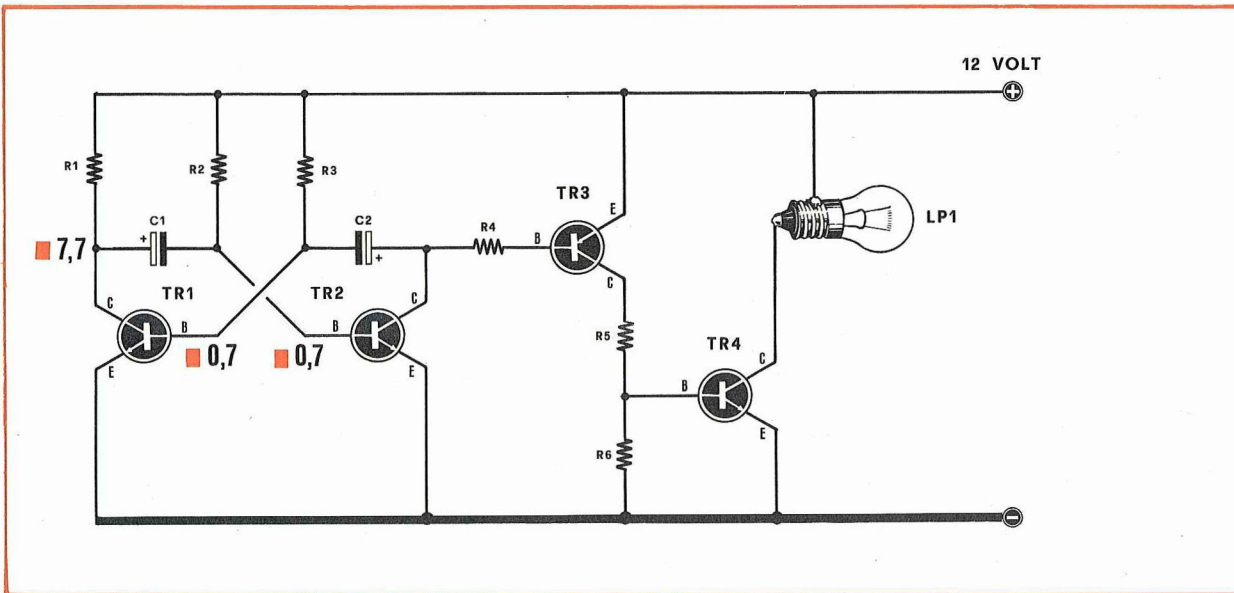 12 VOLT
+
R1
R2
R3
TR3
E
LP1
+
C1
C2
+
R4
B
7,7
C
TR1
TR2
C
C
B
B
R5
TR4
0,7
0,7
C
E
E
B
E
R6
-